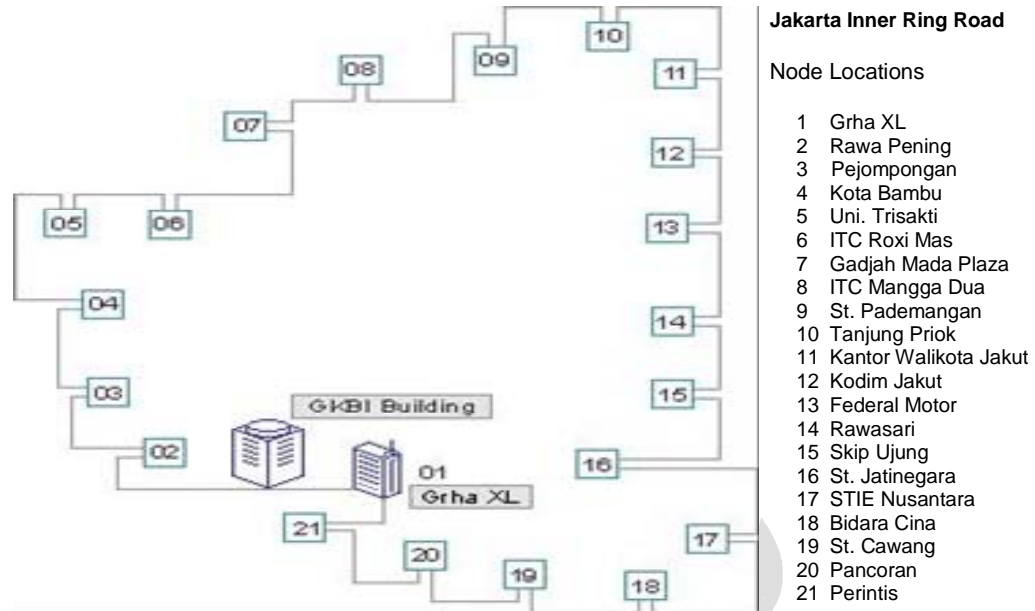 Jakarta Inner Ring Road
Node Locations
1 Grha XL
2 Rawa Pening
3 Pejompongan
4 Kota Bambu
5 Uni. Trisakti
6 ITC Roxi Mas
7 Gadjah Mada Plaza
8 ITC Mangga Dua
9 St. Pademangan
10 Tanjung Priok
11 Kantor Walikota Jakut
12 Kodim Jakut
13 Federal Motor
14 Rawasari
15 Skip Ujung
16 St. Jatinegara
17 STIE Nusantara
18 Bidara Cina
19 St. Cawang
20 Pancoran
21 Perintis
10
09
08
11
07
12
05
06
13
04
14
03
15
GKBI Building
02
01
16
Grha XL
21
17
20
19
18